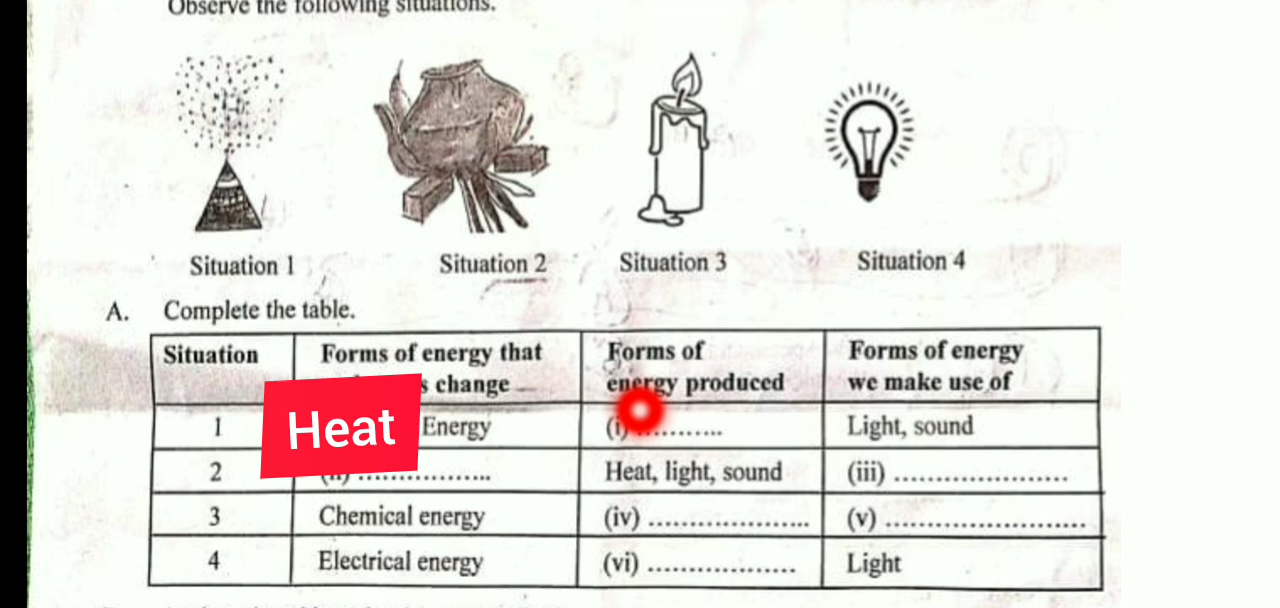 Observe the following situations.
Situation 1
Situation 2
Situation 3
Situation 4
A. Complete the table.
Situation Forms of energy that change Forms of energy produced Forms of energy we make use of
1 Heat Energy (i) .......... Light, sound
2 (ii) .................. Heat, light, sound (iii) ......................
3 Chemical energy (iv) .................... (v) .........................
4 Electrical energy (vi) .................. Light